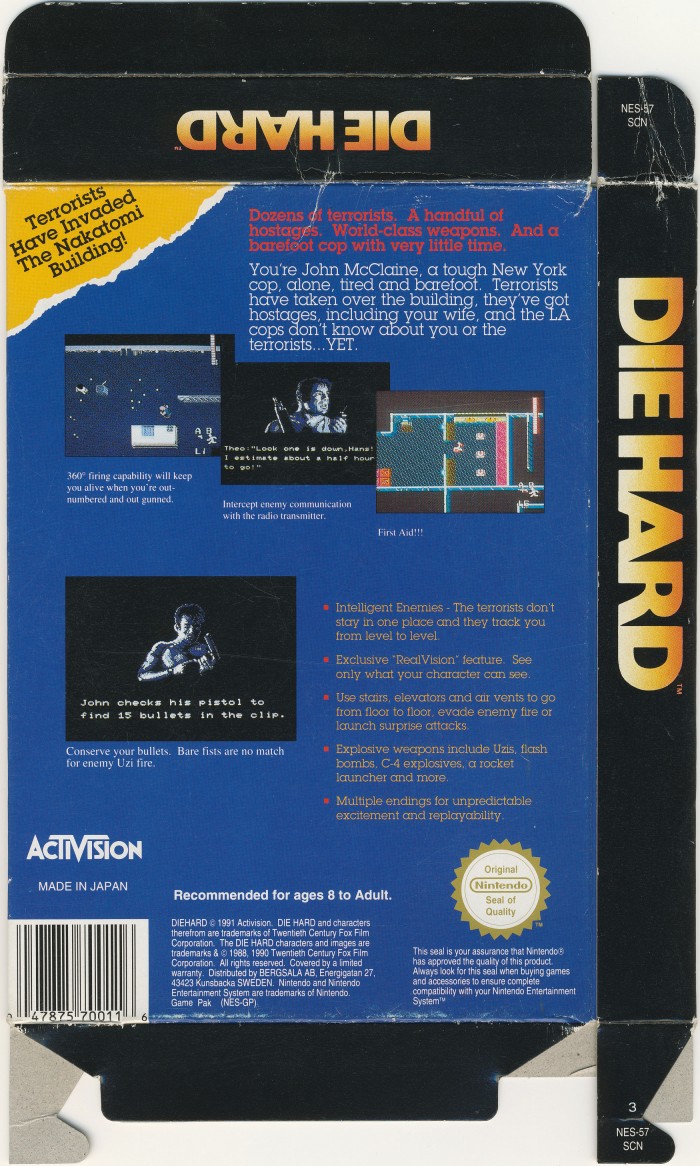 DIE HARD™
NES-57
SCN
Terrorists
Have Invaded
The Nakatomi
Building!
Dozens of terrorists. A handful of
hostages. World-class weapons. And a
barefoot cop with very little time.
You're John McClaine, a tough New York
cop, alone, tired and barefoot. Terrorists
have taken over the building, they've got
hostages, including your wife, and the LA
cops don't know about you or the
terrorists...YET.
360° firing capability will keep
you alive when you're out-
numbered and out gunned.
Theo:"Look one is down,Hans!
I estimate about a half hour
to go!"
Intercept enemy communication
with the radio transmitter.
First Aid!!!
John checks his pistol to
find 15 bullets in the clip.
Conserve your bullets. Bare fists are no match
for enemy Uzi fire.
▪ Intelligent Enemies - The terrorists don't
stay in one place and they track you
from level to level.
▪ Exclusive "RealVision" feature. See
only what your character can see.
▪ Use stairs, elevators and air vents to go
from floor to floor, evade enemy fire or
launch surprise attacks.
▪ Explosive weapons include Uzis, flash
bombs, C-4 explosives, a rocket
launcher and more.
▪ Multiple endings for unpredictable
excitement and replayability.
ACTIVISION
MADE IN JAPAN
Recommended for ages 8 to Adult.
DIEHARD © 1991 Activision. DIE HARD and characters
therefrom are trademarks of Twentieth Century Fox Film
Corporation. The DIE HARD characters and images are
trademarks & © 1988, 1990 Twentieth Century Fox Film
Corporation. All rights reserved. Covered by a limited
warranty. Distributed by BERGSALA AB, Energigatan 27,
43423 Kunsbacka SWEDEN. Nintendo and Nintendo
Entertainment System are trademarks of Nintendo.
Game Pak (NES-GP)
Original
Nintendo
Seal of
Quality
™
This seal is your assurance that Nintendo®
has approved the quality of this product.
Always look for this seal when buying games
and accessories to ensure complete
compatibility with your Nintendo Entertainment
System™
47875 70011 6
DIE HARD™
3
NES-57
SCN